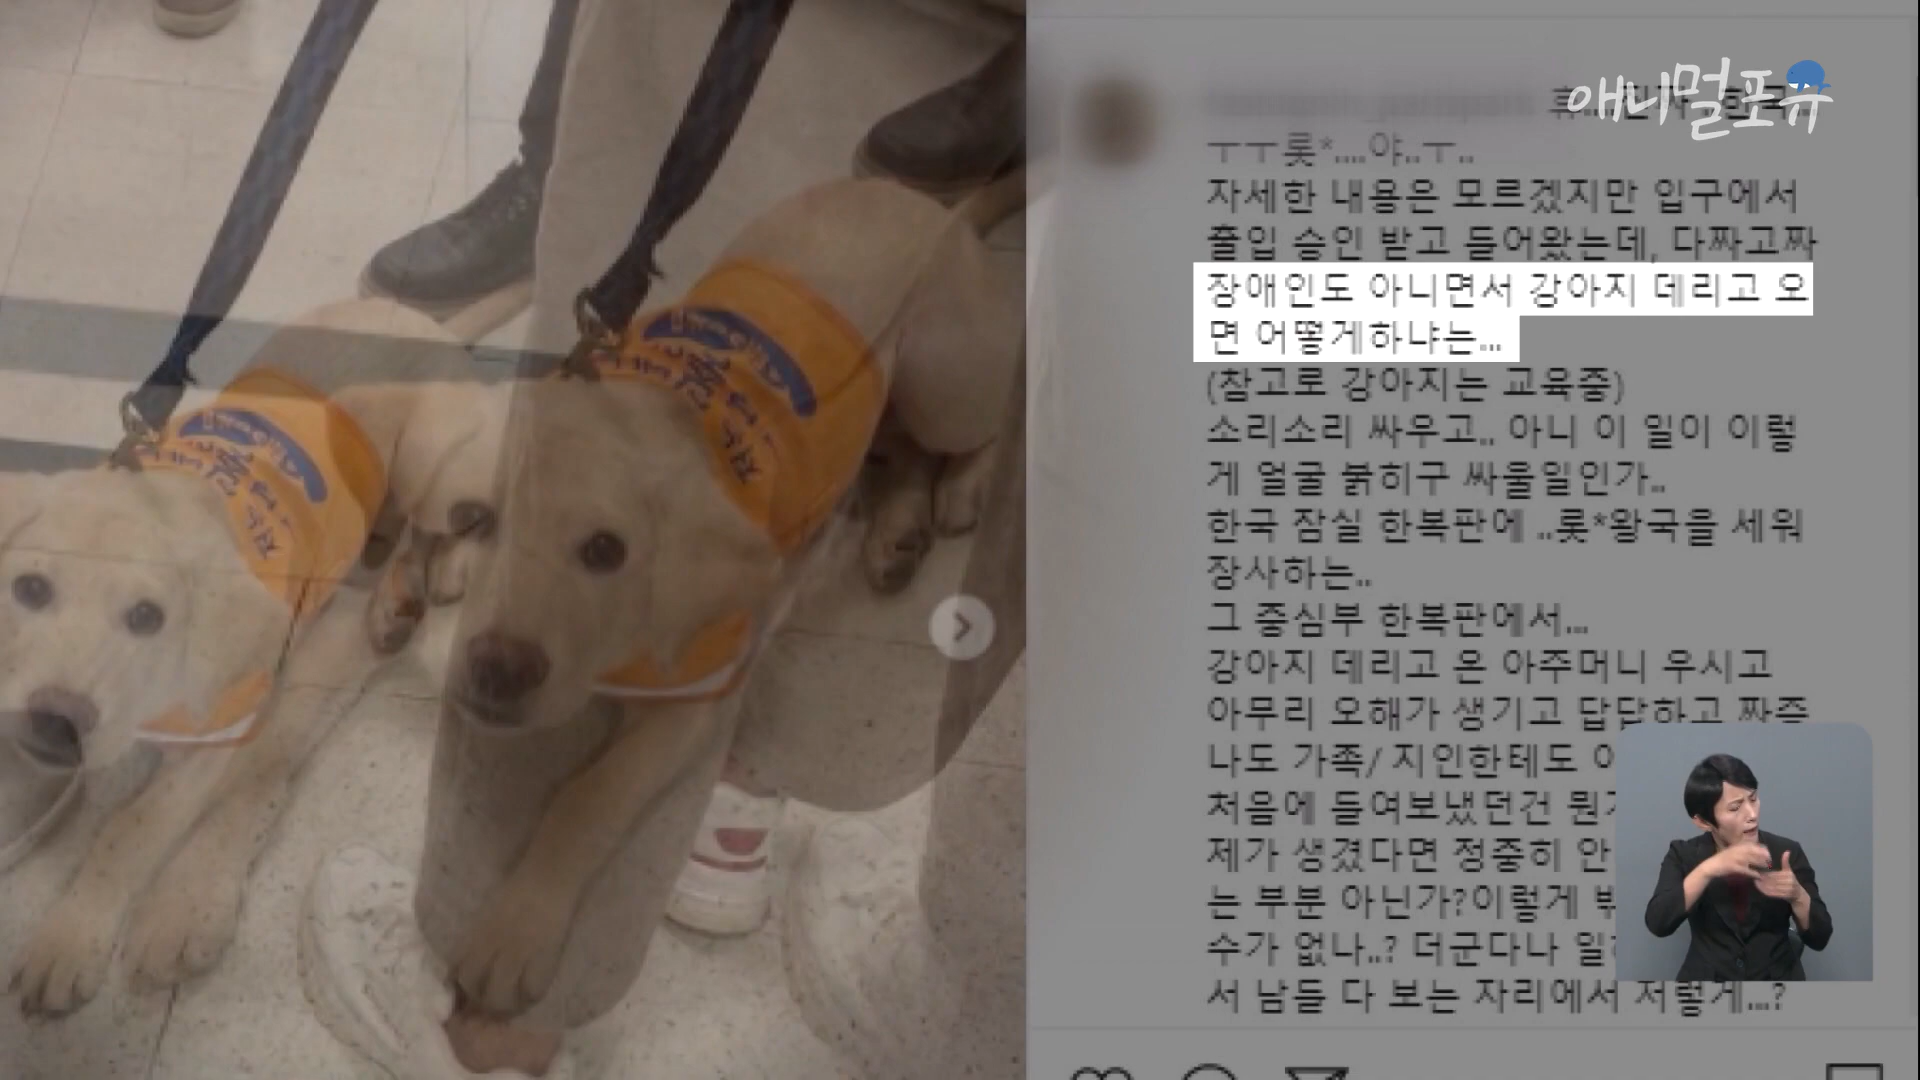 애니멀포유
휴....진짜..한국...
ㅜㅜ롯*....야..ㅜ..
자세한 내용은 모르겠지만 입구에서
출입 승인 받고 들어왔는데, 다짜고짜
장애인도 아니면서 강아지 데리고 오
면 어떻게하냐는...
(참고로 강아지는 교육중)
소리소리 싸우고.. 아니 이 일이 이렇
게 얼굴 붉히구 싸울일인가..
한국 잠실 한복판에 ..롯*왕국을 세워
장사하는..
그 중심부 한복판에서...
강아지 데리고 온 아주머니 우시고
아무리 오해가 생기고 답답하고 짜증
나도 가족/ 지인한테도
처음에 들여보냈던건
제가 생겼다면 정중히
는 부분 아닌가?이렇게
수가 없나..? 더군다나
서 남들 다 보는 자리에서 저렇게...?